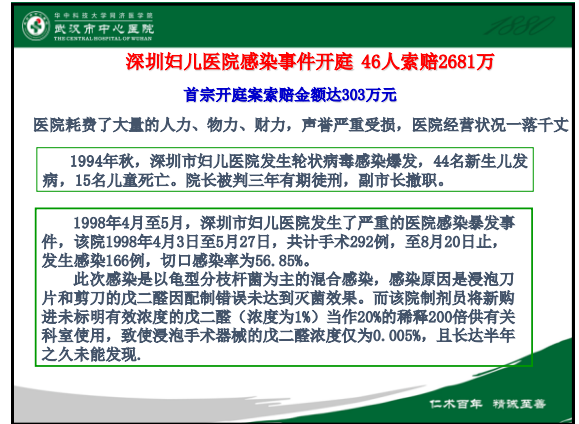 华中科技大学同济医学院
武汉市中心医院
THE CENTRAL HOSPITAL OF WUHAN
1880
深圳妇儿医院感染事件开庭 46人索赔2681万
首宗开庭案索赔金额达303万元
医院耗费了大量的人力、物力、财力，声誉严重受损，医院经营状况一落千丈
1994年秋，深圳市妇儿医院发生轮状病毒感染爆发，44名新生儿发
病，15名儿童死亡。院长被判三年有期徒刑，副市长撤职。
1998年4月至5月，深圳市妇儿医院发生了严重的医院感染暴发事
件，该院1998年4月3日至5月27日，共计手术292例，至8月20日止，
发生感染166例，切口感染率为56.85%。
此次感染是以龟型分枝杆菌为主的混合感染，感染原因是浸泡刀
片和剪刀的戊二醛因配制错误未达到灭菌效果。而该院制剂员将新购
进未标明有效浓度的戊二醛（浓度为1%）当作20%的稀释200倍供有关
科室使用，致使浸泡手术器械的戊二醛浓度仅为0.005%，且长达半年
之久未能发现.
仁术百年 精诚至善